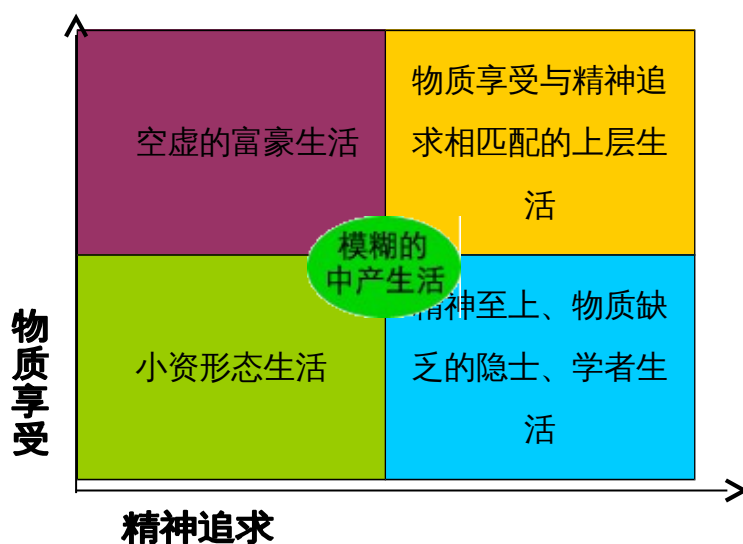 空虚的富豪生活
物质享受与精神追
求相匹配的上层生
活
模糊的
中产生活
小资形态生活
精神至上、物质缺
乏的隐士、学者生
活
物
质
享
受
精神追求